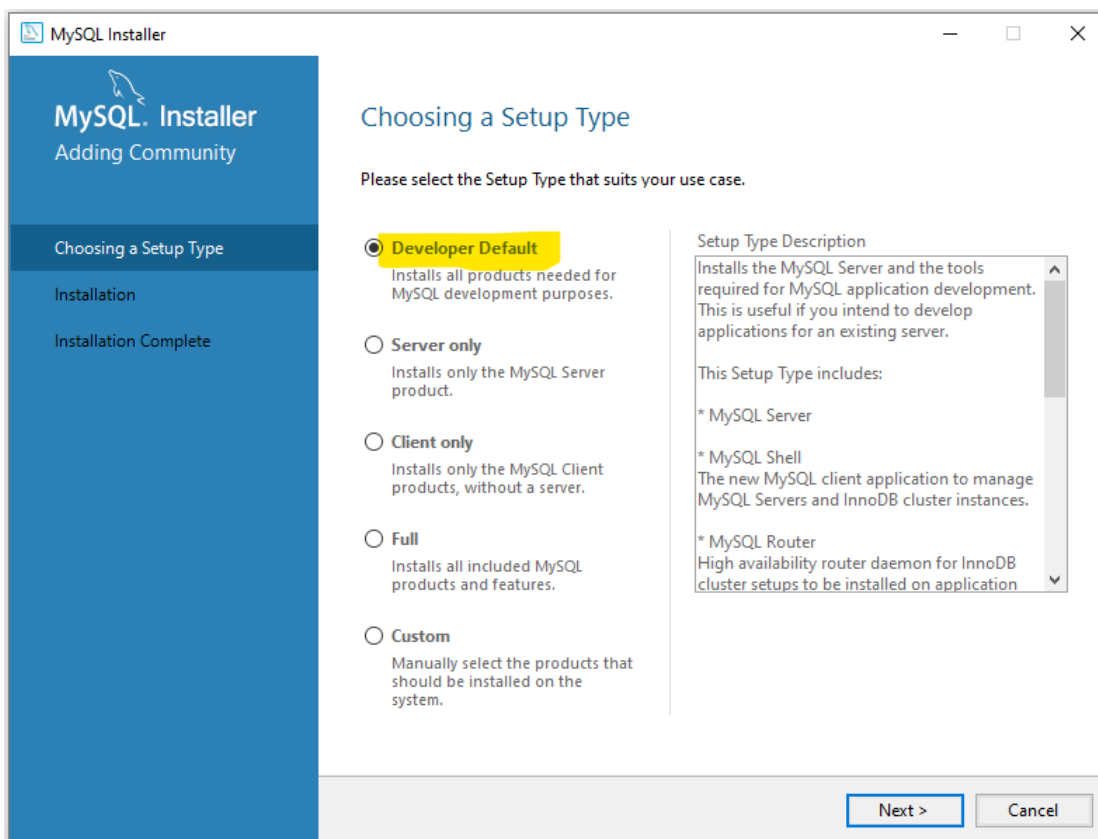 MySQL Installer
MySQL. Installer
Adding Community
Choosing a Setup Type
Installation
Installation Complete
Choosing a Setup Type
Please select the Setup Type that suits your use case.
Developer Default
Installs all products needed for
MySQL development purposes.
Server only
Installs only the MySQL Server
product.
Client only
Installs only the MySQL Client
products, without a server.
Full
Installs all included MySQL
products and features.
Custom
Manually select the products that
should be installed on the
system.
Setup Type Description
Installs the MySQL Server and the tools
required for MySQL application development.
This is useful if you intend to develop
applications for an existing server.
This Setup Type includes:
* MySQL Server
* MySQL Shell
The new MySQL client application to manage
MySQL Servers and InnoDB cluster instances.
* MySQL Router
High availability router daemon for InnoDB
cluster setups to be installed on application
Next >
Cancel